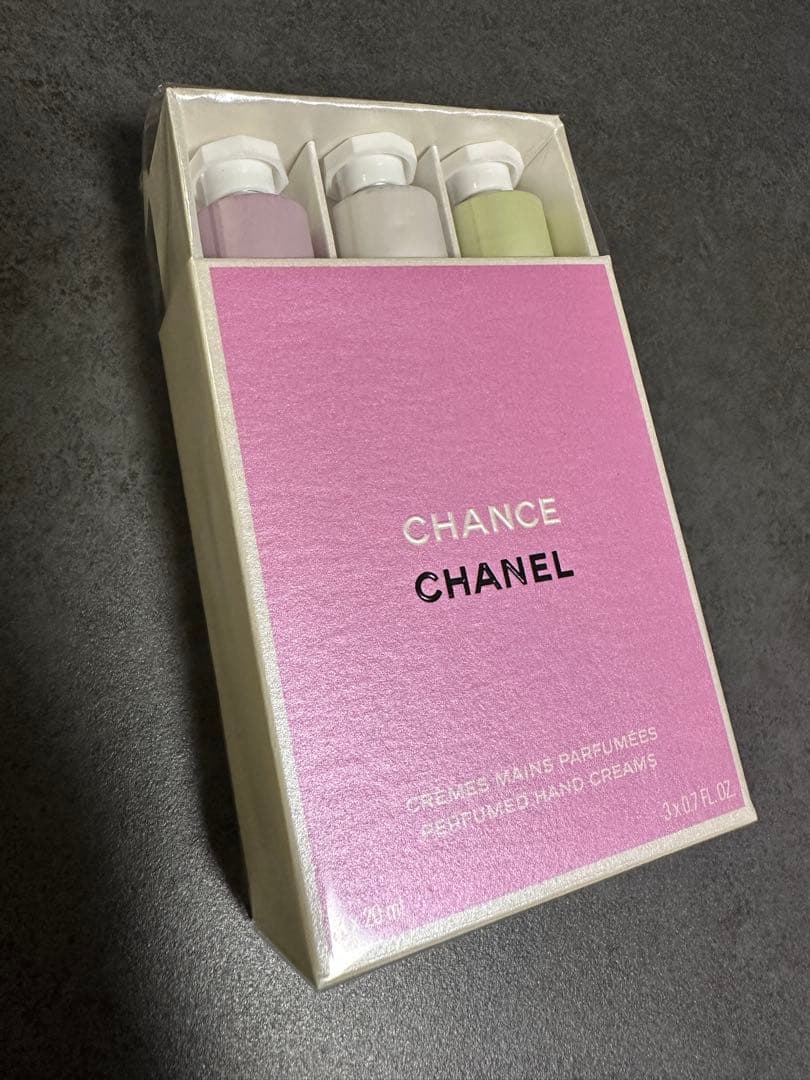 CHANCE
CHANEL
CRÈMES MAINS PARFUMÉES
PERFUMED HAND CREAMS
3 x 0.7 FL. OZ.
x 20 ml